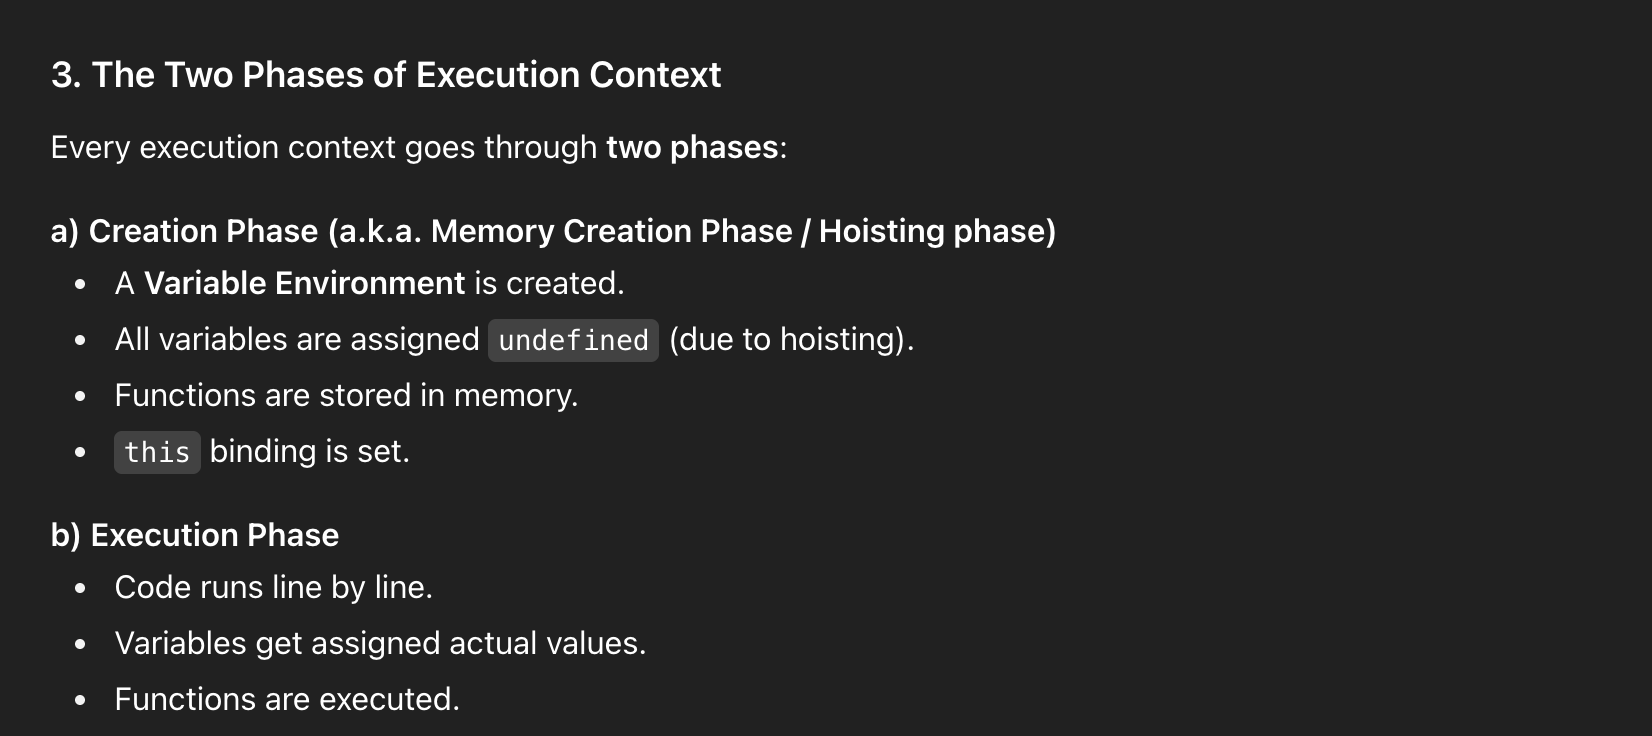 3. The Two Phases of Execution Context
Every execution context goes through two phases:
a) Creation Phase (a.k.a. Memory Creation Phase / Hoisting phase)
• A Variable Environment is created.
• All variables are assigned undefined (due to hoisting).
• Functions are stored in memory.
• this binding is set.
b) Execution Phase
• Code runs line by line.
• Variables get assigned actual values.
• Functions are executed.